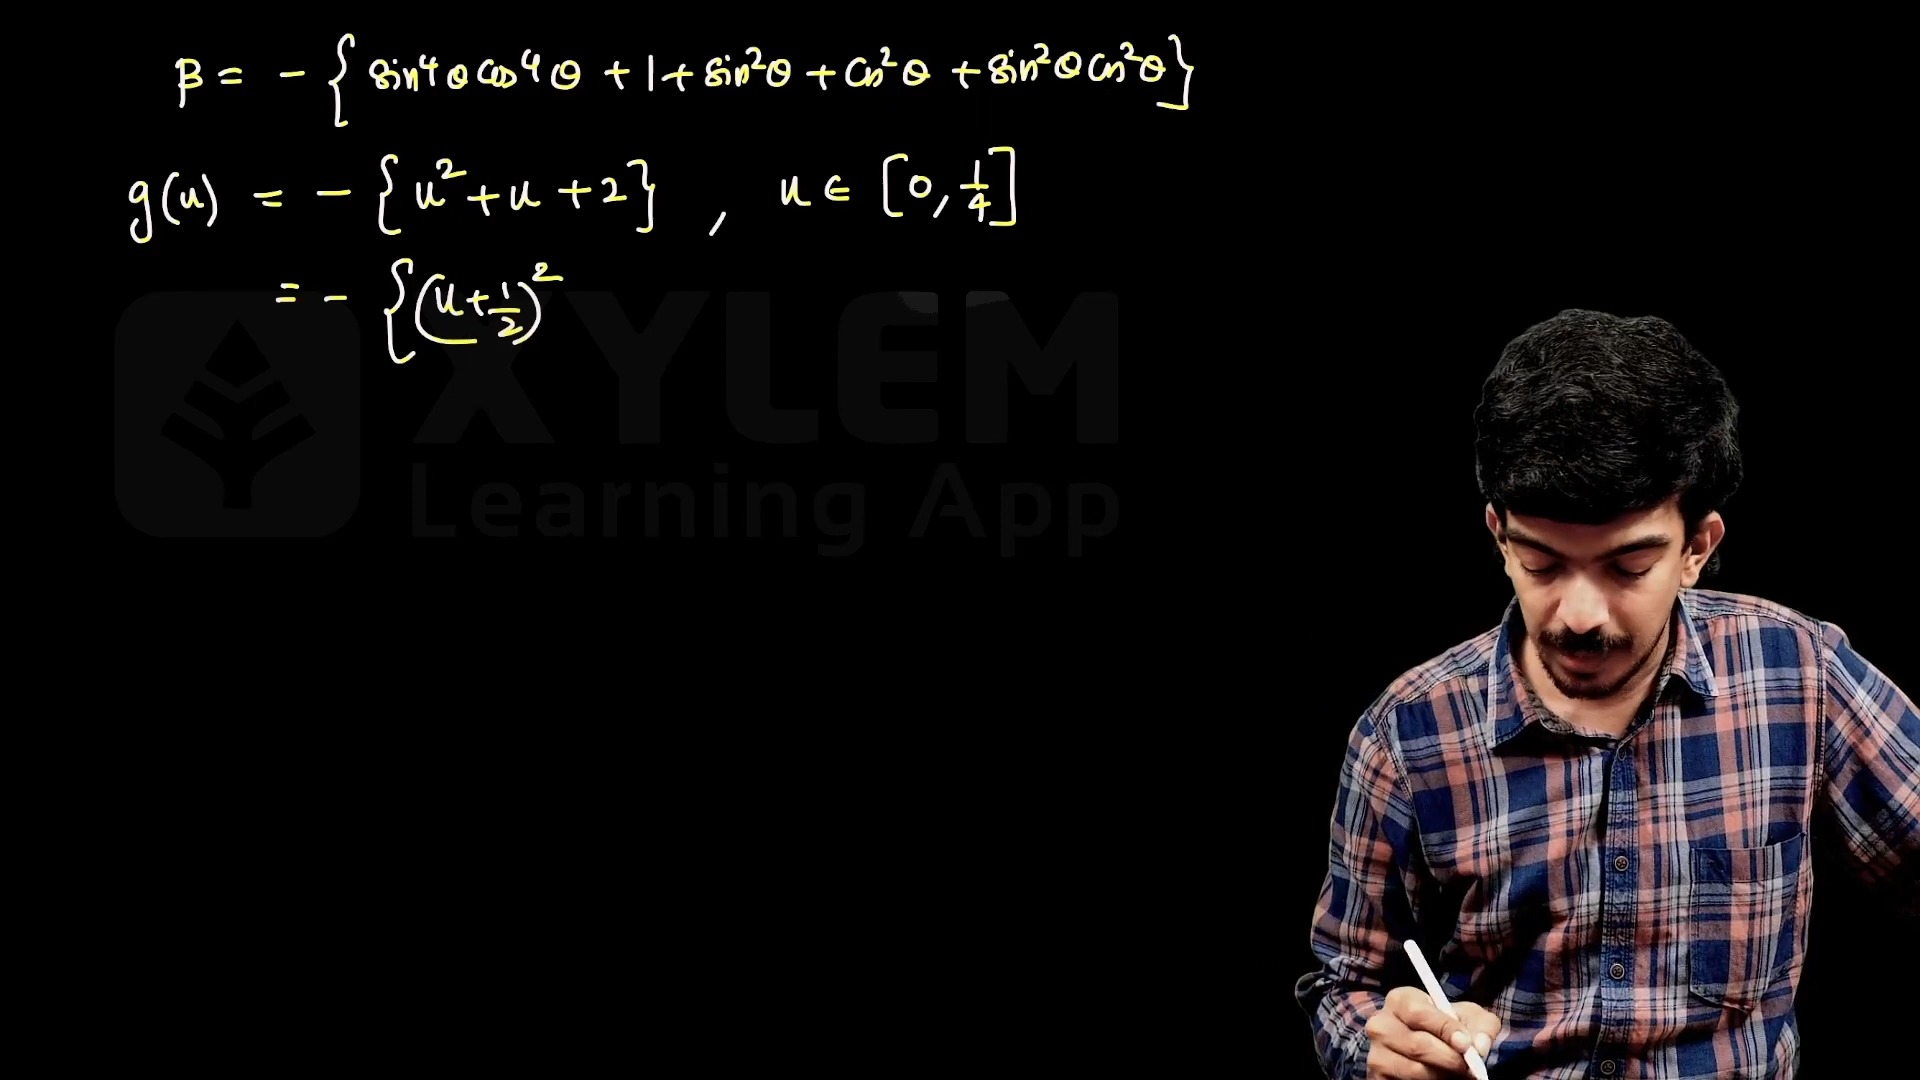 β = - { sin⁴θ cos⁴θ + 1 + sin²θ + cos²θ + sin²θ cos²θ }
g(u) = - { u² + u + 2 } , u ∈ [0, 1/4]
= - { (u + 1/2)²
XYLEM
Learning App